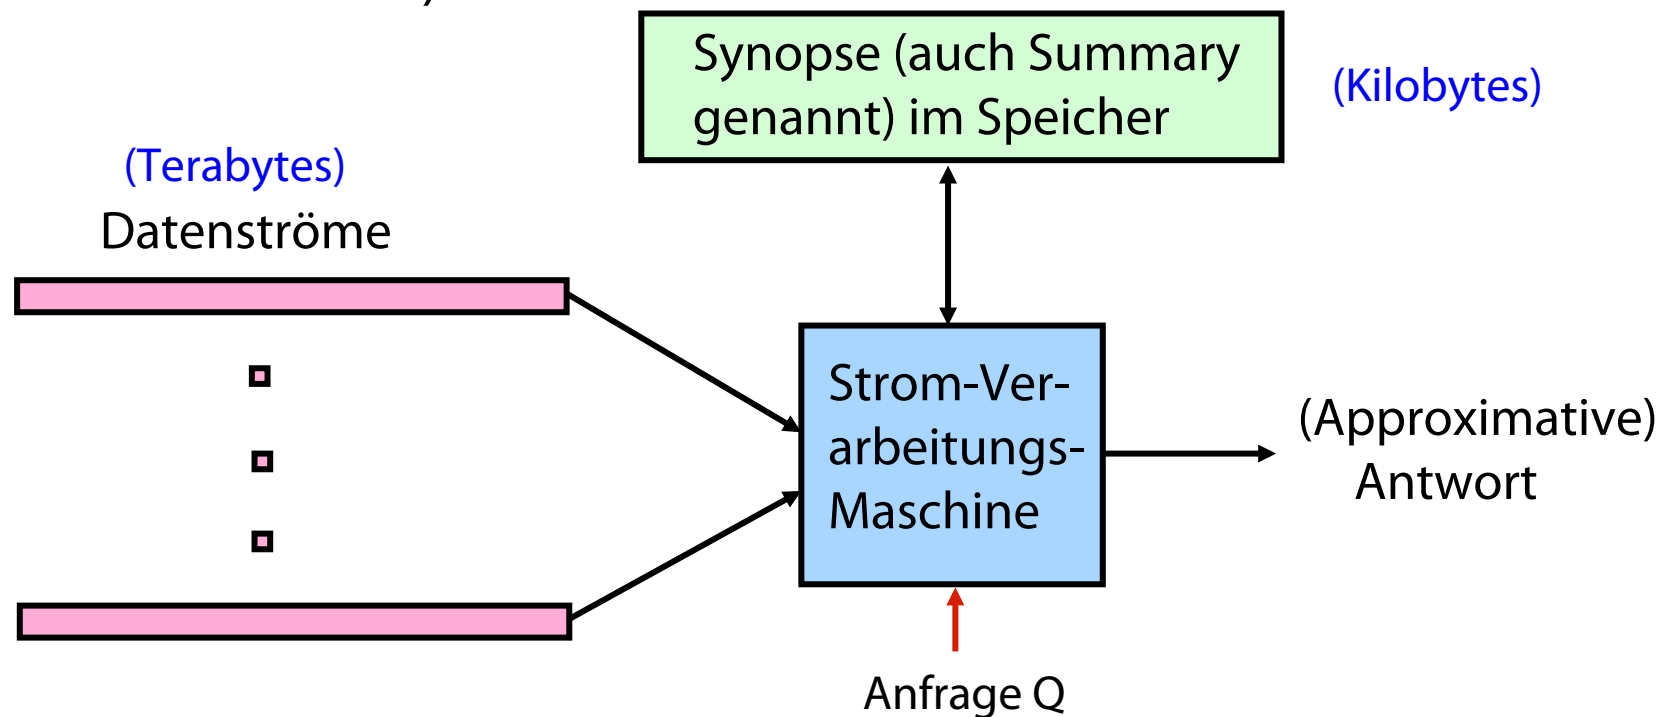 Synopse (auch Summary
genannt) im Speicher
(Kilobytes)
(Terabytes)
Datenströme
Strom-Ver-
arbeitungs-
Maschine
(Approximative)
Antwort
Anfrage Q